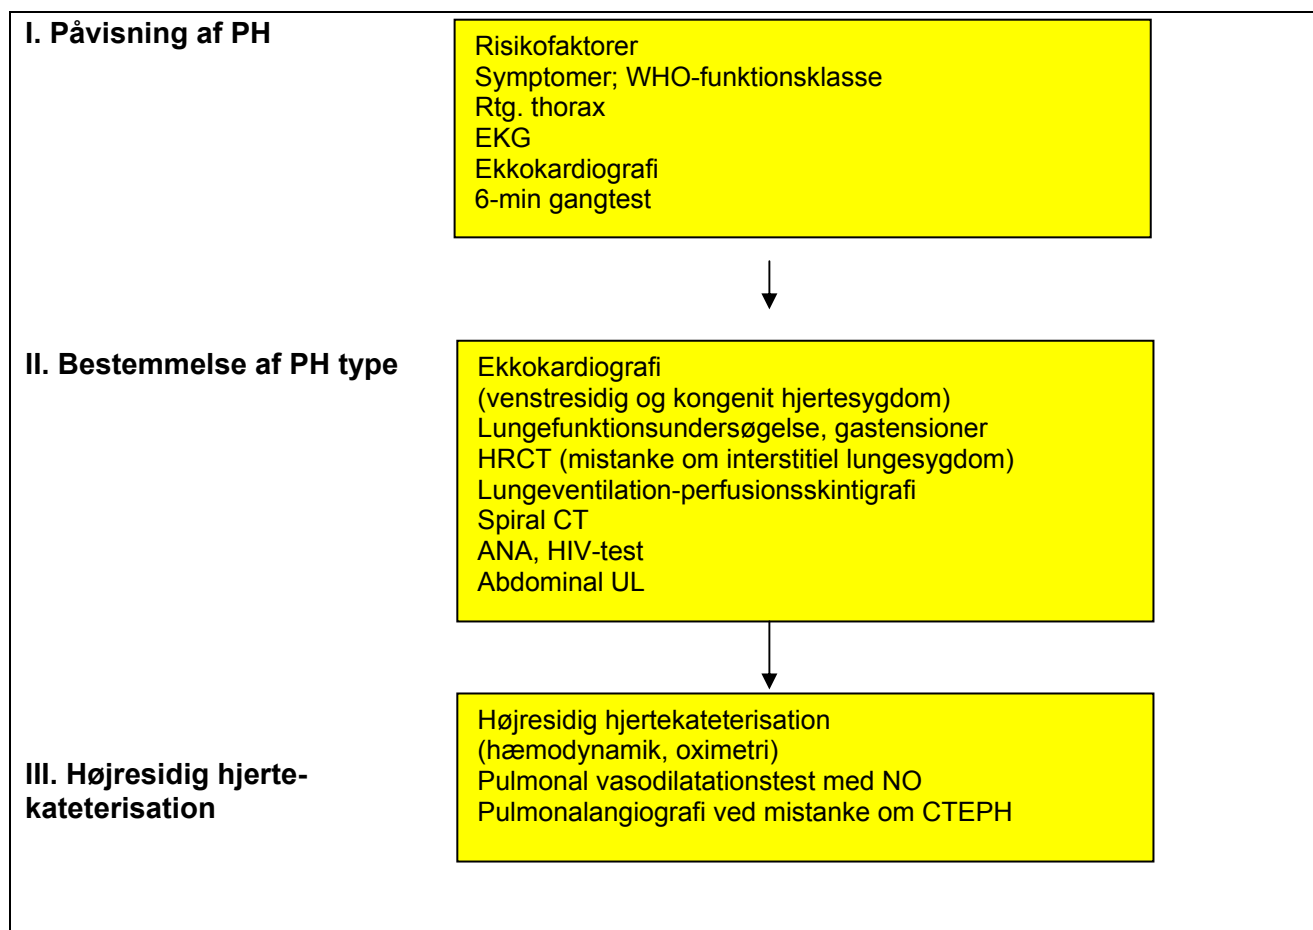 I. Påvisning af PH
Risikofaktorer
Symptomer; WHO-funktionsklasse
Rtg. thorax
EKG
Ekkokardiografi
6-min gangtest
II. Bestemmelse af PH type
Ekkokardiografi
(venstresidig og kongenit hjertesygdom)
Lungefunktionsundersøgelse, gastensioner
HRCT (mistanke om interstitiel lungesygdom)
Lungeventilation-perfusionsskintigrafi
Spiral CT
ANA, HIV-test
Abdominal UL
III. Højresidig hjerte-
kateterisation
Højresidig hjertekateterisation
(hæmodynamik, oximetri)
Pulmonal vasodilatationstest med NO
Pulmonalangiografi ved mistanke om CTEPH